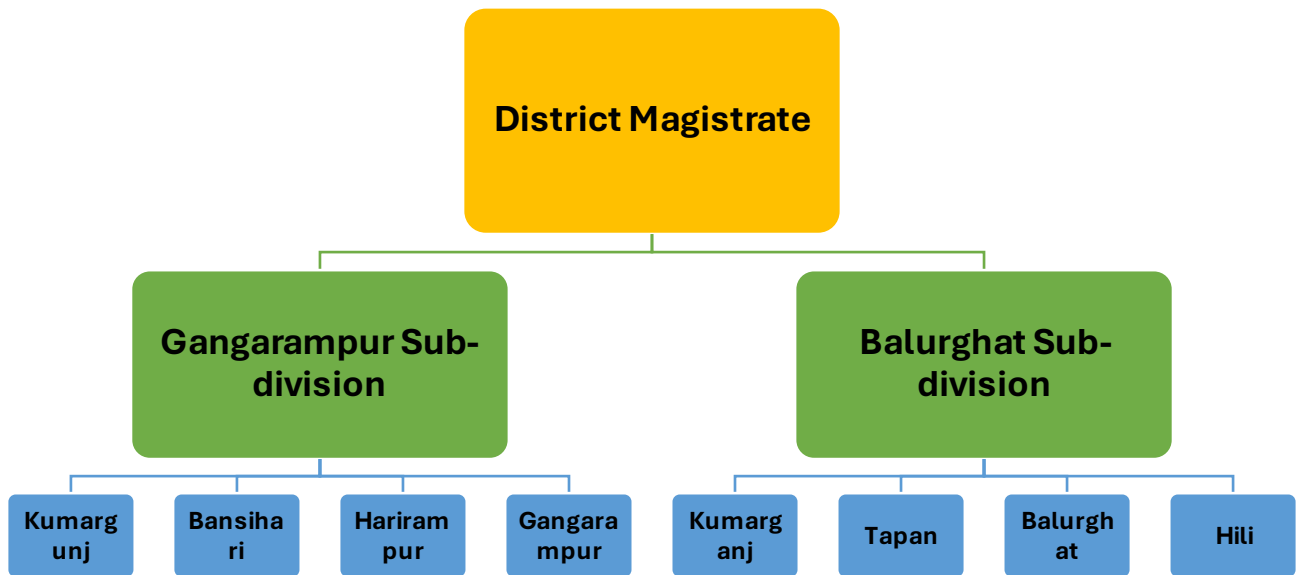 District Magistrate
Gangarampur Sub-
division
Balurghat Sub-
division
Kumarg
unj
Bansiha
ri
Hariram
pur
Gangara
mpur
Kumarg
anj
Tapan
Balurgh
at
Hili